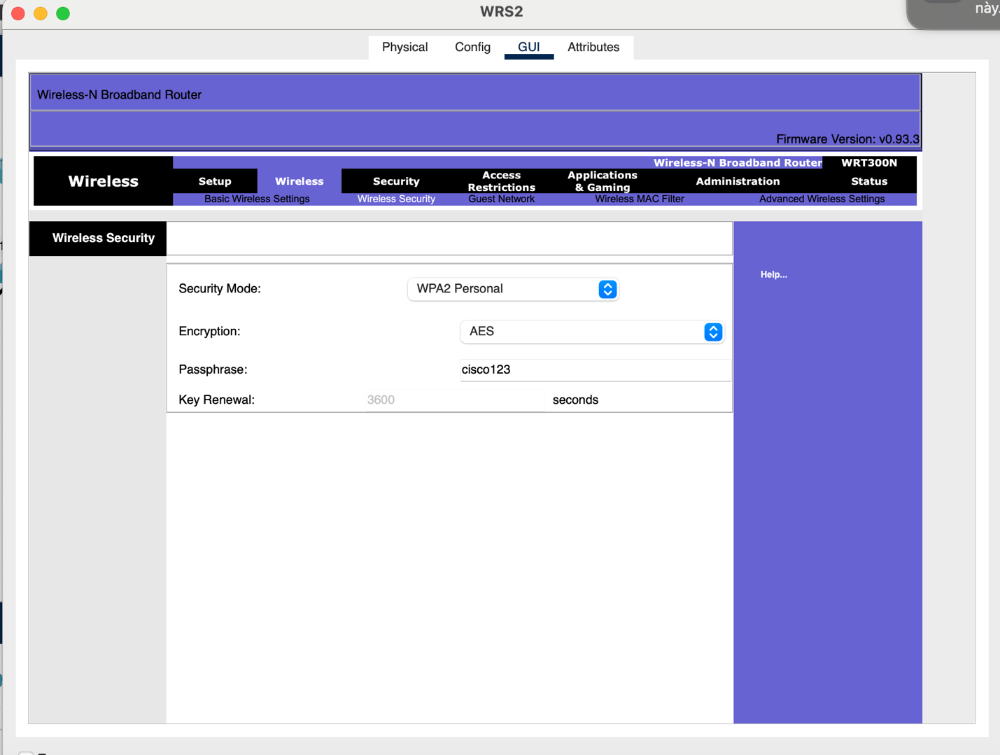 WRS2
này.
Physical Config GUI Attributes
Wireless-N Broadband Router
Firmware Version: v0.93.3
Wireless-N Broadband Router WRT300N
Wireless
Setup Wireless Security Access Restrictions Applications & Gaming Administration Status
Basic Wireless Settings Wireless Security Guest Network Wireless MAC Filter Advanced Wireless Settings
Wireless Security
Help...
Security Mode: WPA2 Personal
Encryption: AES
Passphrase: cisco123
Key Renewal: 3600 seconds